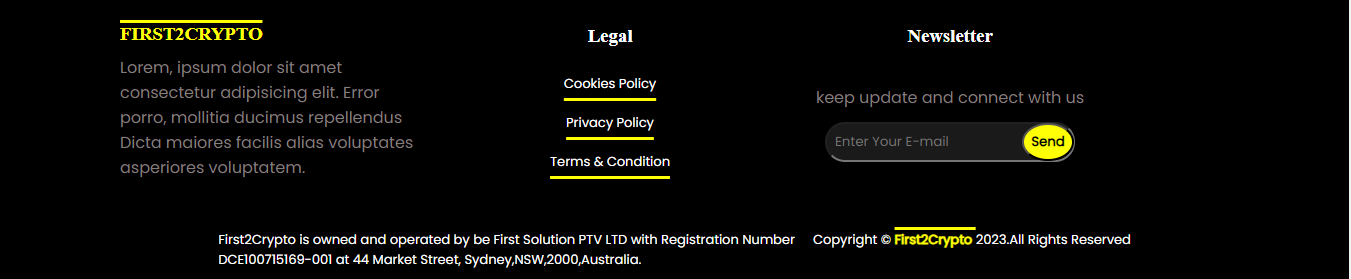 FIRST2CRYPTO
Lorem, ipsum dolor sit amet
consectetur adipisicing elit. Error
porro, mollitia ducimus repellendus
Dicta maiores facilis alias voluptates
asperiores voluptatem.
Legal
Cookies Policy
Privacy Policy
Terms & Condition
Newsletter
keep update and connect with us
Enter Your E-mail
Send
First2Crypto is owned and operated by be First Solution PTV LTD with Registration Number
DCE100715169-001 at 44 Market Street, Sydney,NSW,2000,Australia.
Copyright © First2Crypto 2023.All Rights Reserved